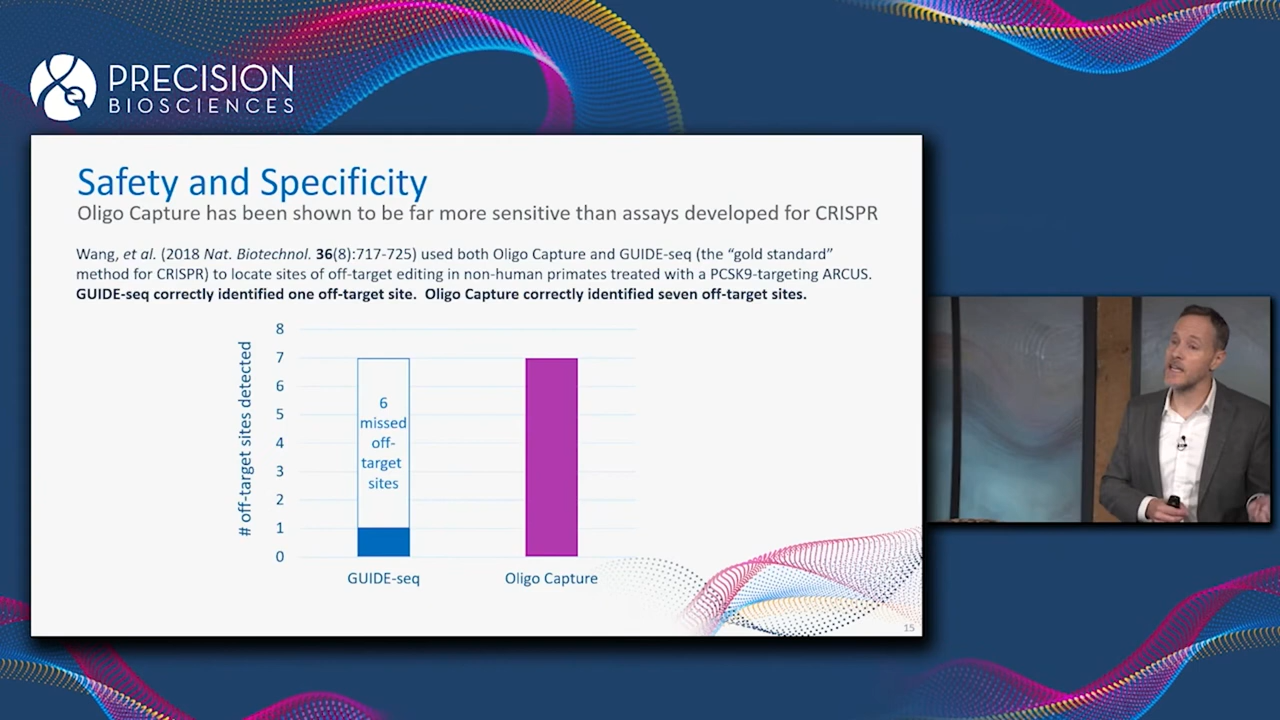 PRECISION
BIOSCIENCES
Safety and Specificity
Oligo Capture has been shown to be far more sensitive than assays developed for CRISPR
Wang, et al. (2018 Nat. Biotechnol. 36(8):717-725) used both Oligo Capture and GUIDE-seq (the “gold standard”
method for CRISPR) to locate sites of off-target editing in non-human primates treated with a PCSK9-targeting ARCUS.
GUIDE-seq correctly identified one off-target site. Oligo Capture correctly identified seven off-target sites.
# off-target sites detected
8
7
6
5
4
3
2
1
0
6
missed
off-
target
sites
GUIDE-seq
Oligo Capture
15